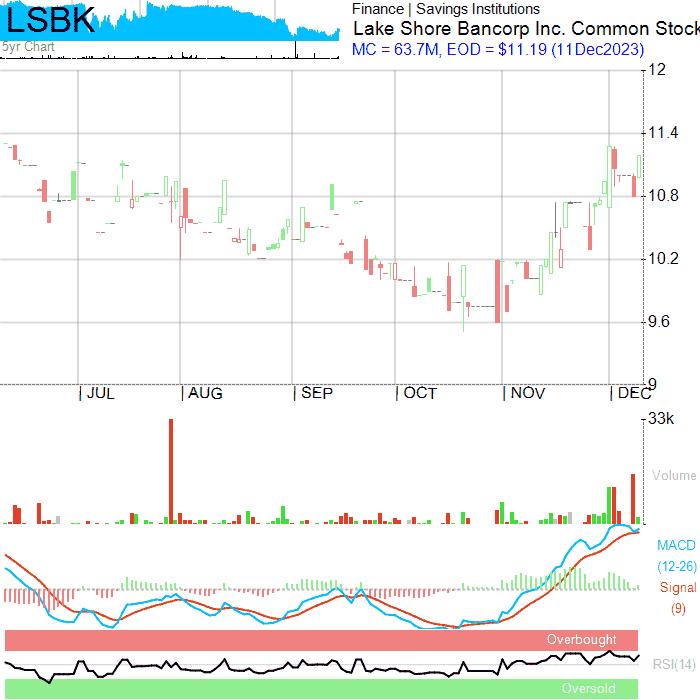 LSBK
5yr Chart
Finance | Savings Institutions
Lake Shore Bancorp Inc. Common Stock
MC = 63.7M, EOD = $11.19 (11Dec2023)
12
11.4
10.8
10.2
9.6
9
JUL AUG SEP OCT NOV DEC
33k
Volume
MACD
(12-26)
Signal
(9)
Overbought
RSI(14)
Oversold